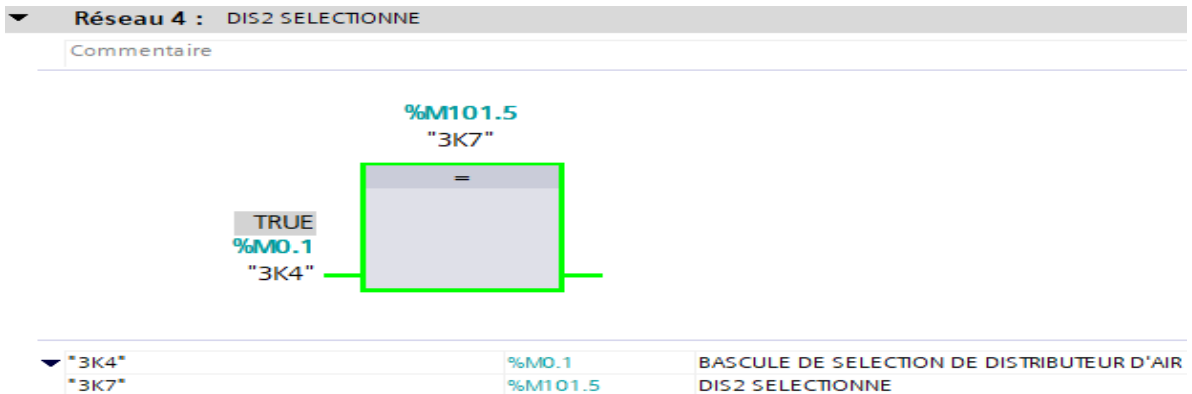 Réseau 4 : DIS2 SELECTIONNE
Commentaire
%M101.5
"3K7"
=
TRUE
%M0.1
"3K4"
"3K4" %M0.1 BASCULE DE SELECTION DE DISTRIBUTEUR D'AIR
"3K7" %M101.5 DIS2 SELECTIONNE